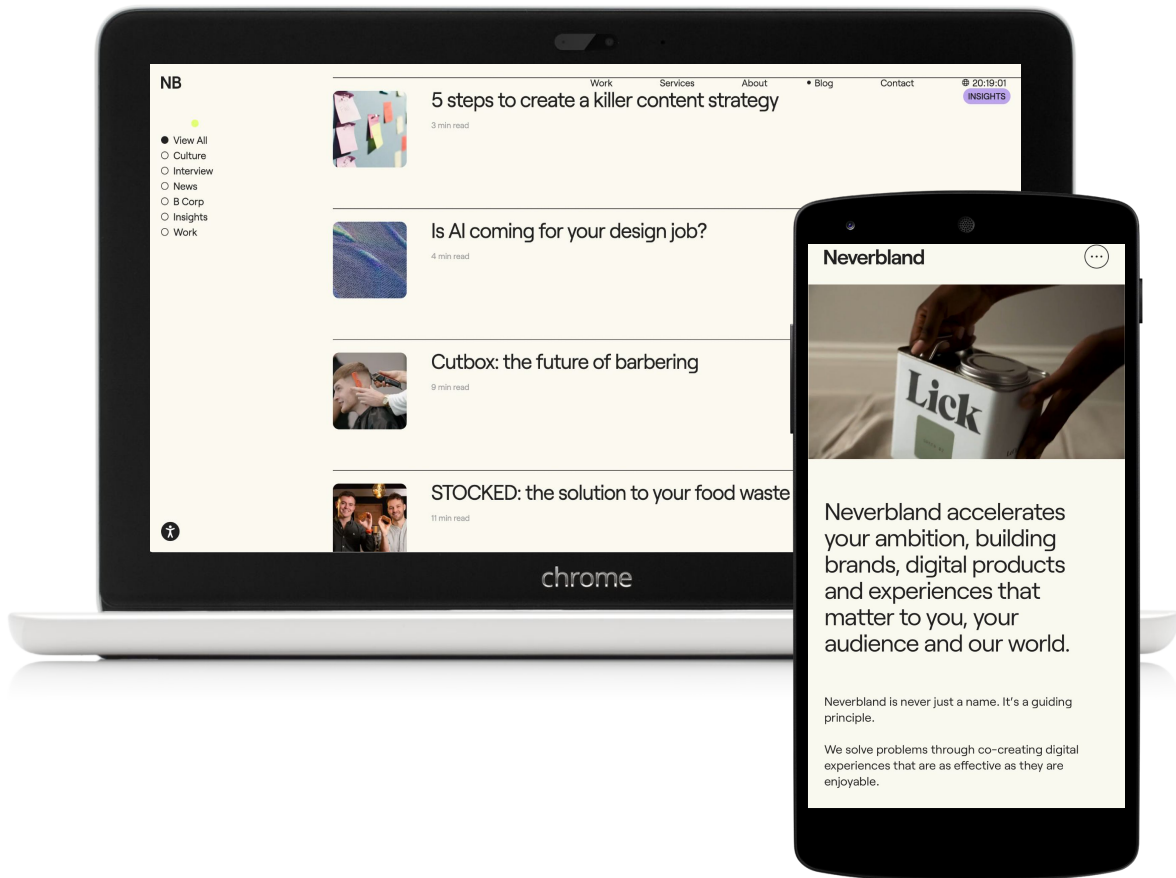 NB
Work
Services
About
Blog
Contact
20:19:01
INSIGHTS
View All
Culture
Interview
News
B Corp
Insights
Work
5 steps to create a killer content strategy
3 min read
Is AI coming for your design job?
4 min read
Cutbox: the future of barbering
9 min read
STOCKED: the solution to your food waste
11 min read
chrome
Neverbland
Lick
Neverbland accelerates
your ambition, building
brands, digital products
and experiences that
matter to you, your
audience and our world.
Neverbland is never just a name. It's a guiding
principle.
We solve problems through co-creating digital
experiences that are as effective as they are
enjoyable.